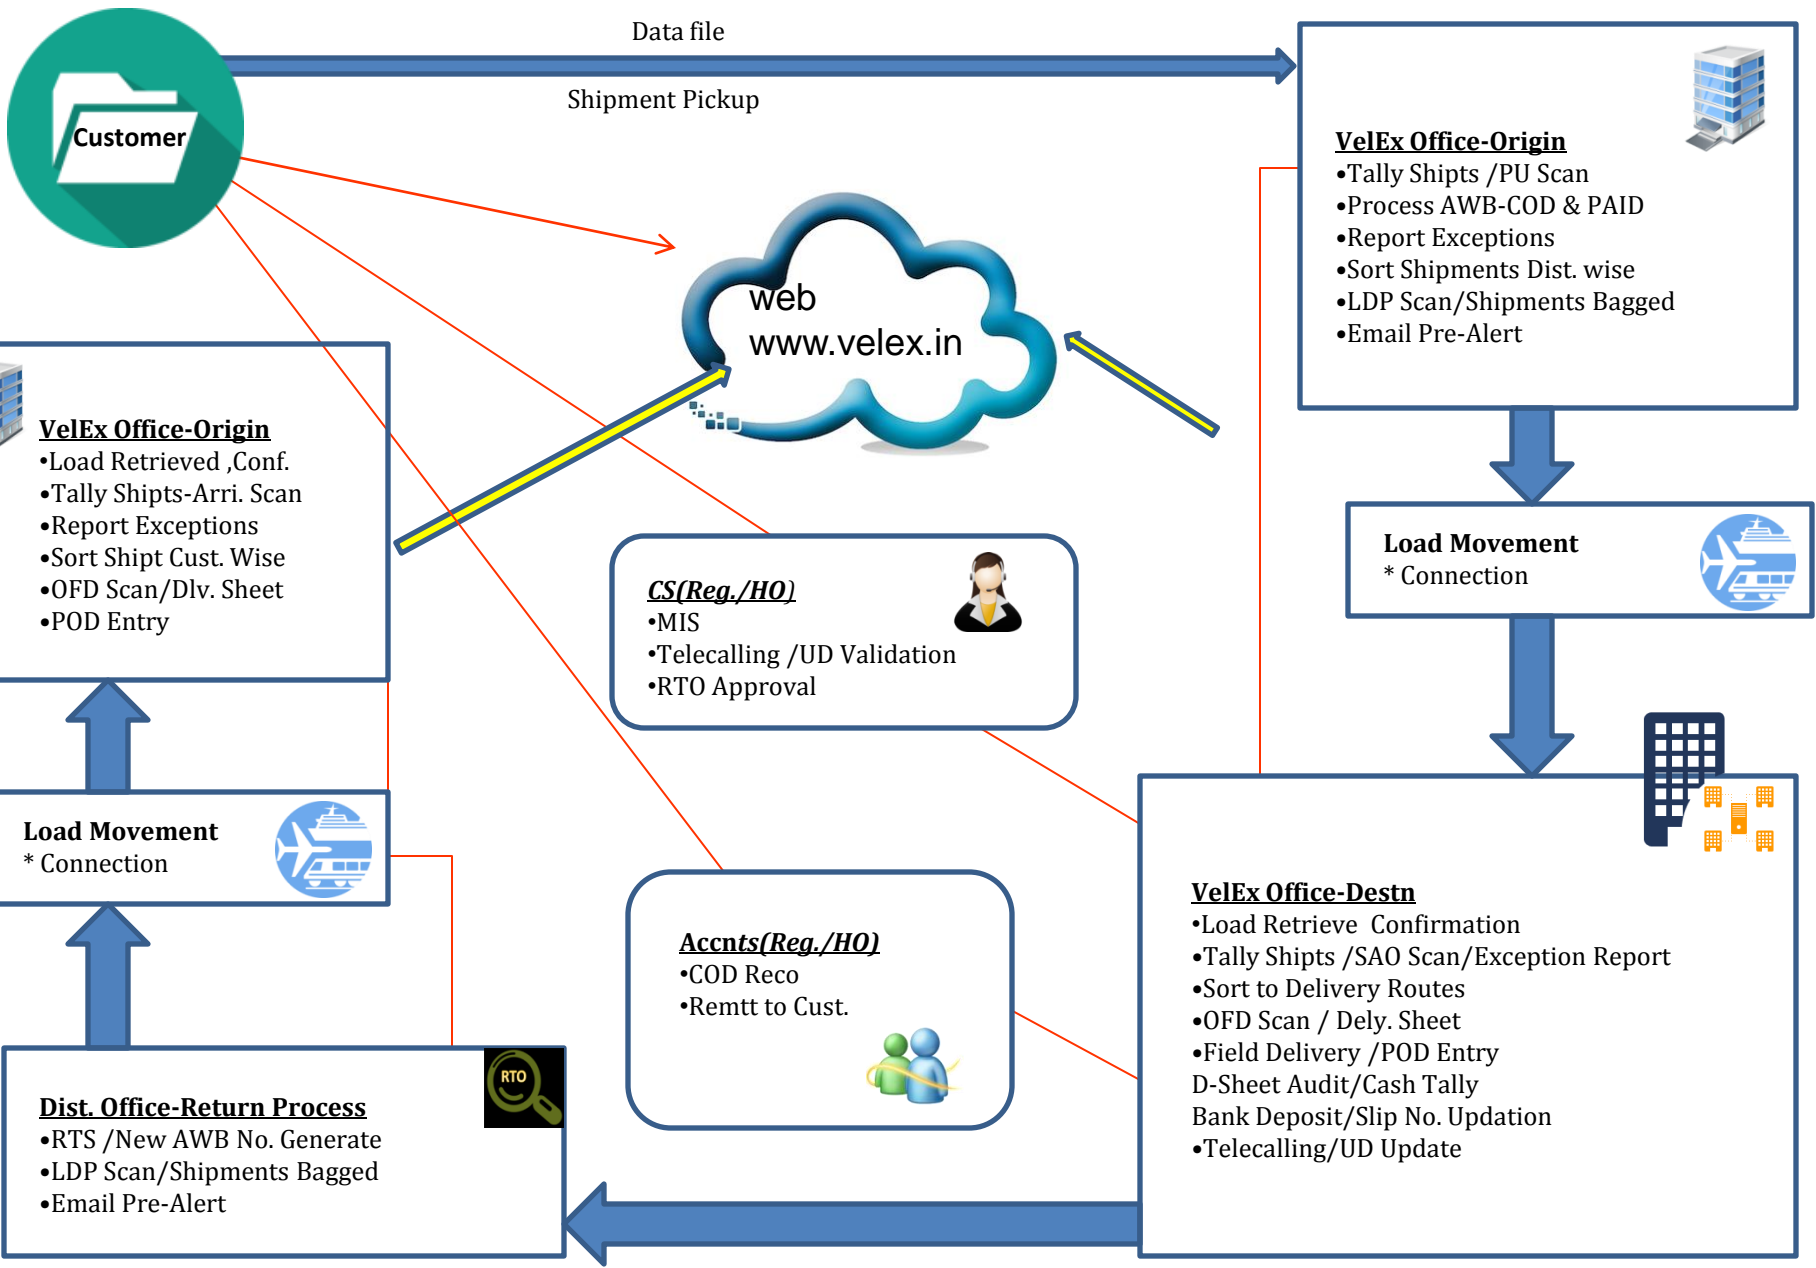 Data file
Shipment Pickup
Customer
VelEx Office-Origin
•Tally Shipts /PU Scan
•Process AWB-COD & PAID
•Report Exceptions
•Sort Shipments Dist. wise
•LDP Scan/Shipments Bagged
•Email Pre-Alert
web
www.velex.in
VelEx Office-Origin
•Load Retrieved ,Conf.
•Tally Shipts-Arri. Scan
•Report Exceptions
•Sort Shipt Cust. Wise
•OFD Scan/Dlv. Sheet
•POD Entry
Load Movement
* Connection
CS(Reg./HO)
•MIS
•Telecalling /UD Validation
•RTO Approval
Load Movement
* Connection
Accnts(Reg./HO)
•COD Reco
•Remtt to Cust.
VelEx Office-Destn
•Load Retrieve  Confirmation
•Tally Shipts /SAO Scan/Exception Report
•Sort to Delivery Routes
•OFD Scan / Dely. Sheet
•Field Delivery /POD Entry
D-Sheet Audit/Cash Tally
Bank Deposit/Slip No. Updation
•Telecalling/UD Update
RTO
Dist. Office-Return Process
•RTS /New AWB No. Generate
•LDP Scan/Shipments Bagged
•Email Pre-Alert